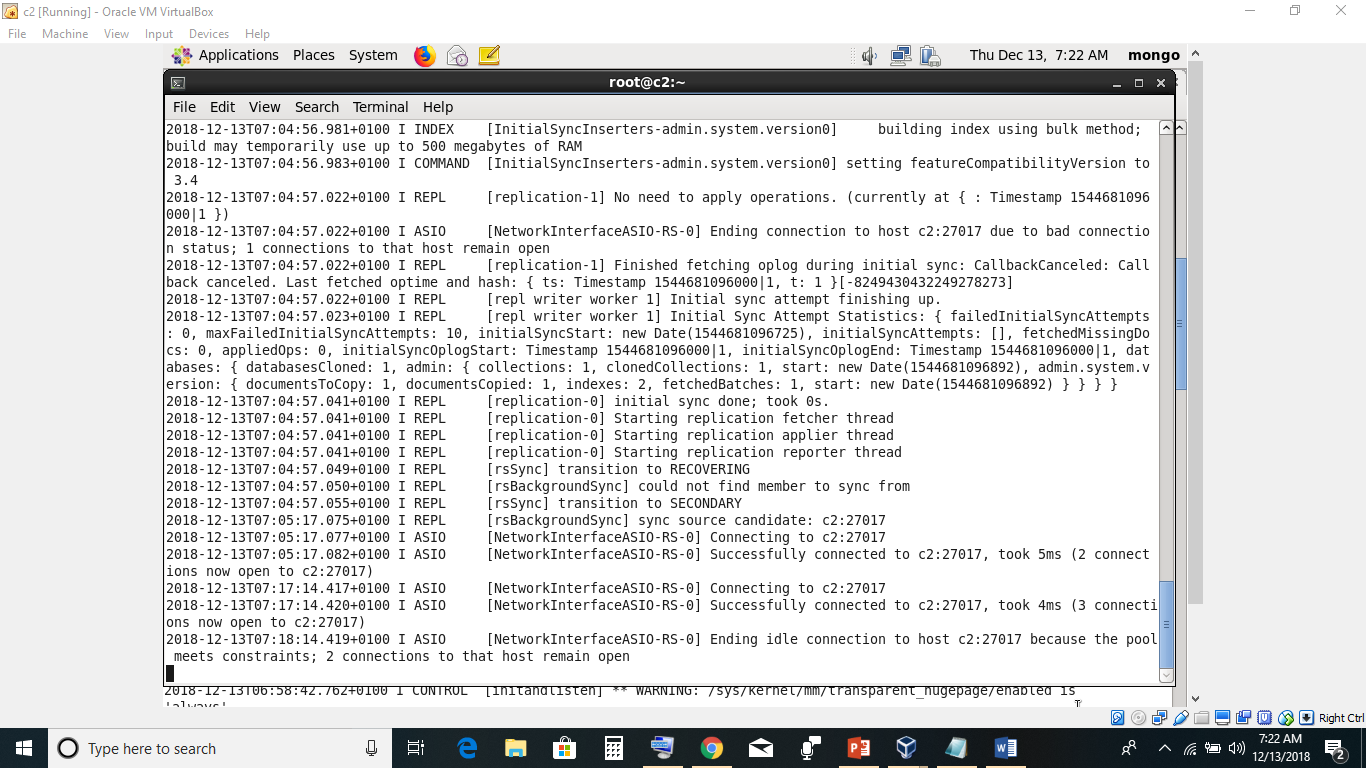 c2 [Running] - Oracle VM VirtualBox
File Machine View Input Devices Help
Applications Places System Thu Dec 13, 7:22 AM mongo
root@c2:~
File Edit View Search Terminal Help
2018-12-13T07:04:56.981+0100 I INDEX [InitialSyncInserters-admin.system.version0] building index using bulk method;
build may temporarily use up to 500 megabytes of RAM
2018-12-13T07:04:56.983+0100 I COMMAND [InitialSyncInserters-admin.system.version0] setting featureCompatibilityVersion to
3.4
2018-12-13T07:04:57.022+0100 I REPL [replication-1] No need to apply operations. (currently at { : Timestamp 1544681096
000|1 })
2018-12-13T07:04:57.022+0100 I ASIO [NetworkInterfaceASIO-RS-0] Ending connection to host c2:27017 due to bad connectio
n status; 1 connections to that host remain open
2018-12-13T07:04:57.022+0100 I REPL [replication-1] Finished fetching oplog during initial sync: CallbackCanceled: Call
back canceled. Last fetched optime and hash: { ts: Timestamp 1544681096000|1, t: 1 }[-8249430432249278273]
2018-12-13T07:04:57.022+0100 I REPL [repl writer worker 1] Initial sync attempt finishing up.
2018-12-13T07:04:57.023+0100 I REPL [repl writer worker 1] Initial Sync Attempt Statistics: { failedInitialSyncAttempts
: 0, maxFailedInitialSyncAttempts: 10, initialSyncStart: new Date(1544681096725), initialSyncAttempts: [], fetchedMissingDo
cs: 0, appliedOps: 0, initialSyncOplogStart: Timestamp 1544681096000|1, initialSyncOplogEnd: Timestamp 1544681096000|1, dat
abases: { databasesCloned: 1, admin: { collections: 1, clonedCollections: 1, start: new Date(1544681096892), admin.system.v
ersion: { documentsToCopy: 1, documentsCopied: 1, indexes: 2, fetchedBatches: 1, start: new Date(1544681096892) } } } }
2018-12-13T07:04:57.041+0100 I REPL [replication-0] initial sync done; took 0s.
2018-12-13T07:04:57.041+0100 I REPL [replication-0] Starting replication fetcher thread
2018-12-13T07:04:57.041+0100 I REPL [replication-0] Starting replication applier thread
2018-12-13T07:04:57.041+0100 I REPL [replication-0] Starting replication reporter thread
2018-12-13T07:04:57.049+0100 I REPL [rsSync] transition to RECOVERING
2018-12-13T07:04:57.050+0100 I REPL [rsBackgroundSync] could not find member to sync from
2018-12-13T07:04:57.055+0100 I REPL [rsSync] transition to SECONDARY
2018-12-13T07:05:17.075+0100 I REPL [rsBackgroundSync] sync source candidate: c2:27017
2018-12-13T07:05:17.077+0100 I ASIO [NetworkInterfaceASIO-RS-0] Connecting to c2:27017
2018-12-13T07:05:17.082+0100 I ASIO [NetworkInterfaceASIO-RS-0] Successfully connected to c2:27017, took 5ms (2 connect
ions now open to c2:27017)
2018-12-13T07:17:14.417+0100 I ASIO [NetworkInterfaceASIO-RS-0] Connecting to c2:27017
2018-12-13T07:17:14.420+0100 I ASIO [NetworkInterfaceASIO-RS-0] Successfully connected to c2:27017, took 4ms (3 connecti
ons now open to c2:27017)
2018-12-13T07:18:14.419+0100 I ASIO [NetworkInterfaceASIO-RS-0] Ending idle connection to host c2:27017 because the pool
meets constraints; 2 connections to that host remain open
2018-12-13T06:58:42.762+0100 I CONTROL [initandlisten] ** WARNING: /sys/kernel/mm/transparent_hugepage/enabled is
'always'
Right Ctrl
Type here to search
7:22 AM
12/13/2018
2